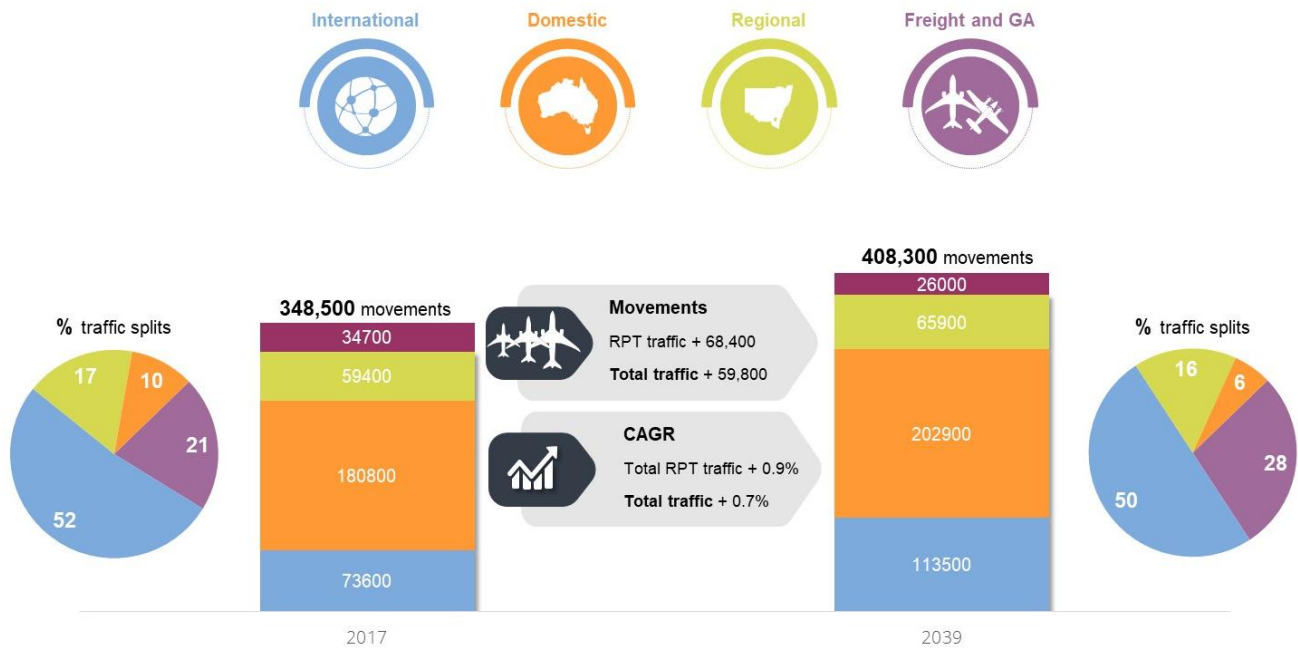 International
Domestic
Regional
Freight and GA
% traffic splits
17
10
21
52
348,500 movements
34700
59400
180800
73600
2017
Movements
RPT traffic + 68,400
Total traffic + 59,800
CAGR
Total RPT traffic + 0.9%
Total traffic + 0.7%
408,300 movements
26000
65900
202900
113500
2039
% traffic splits
16
6
28
50